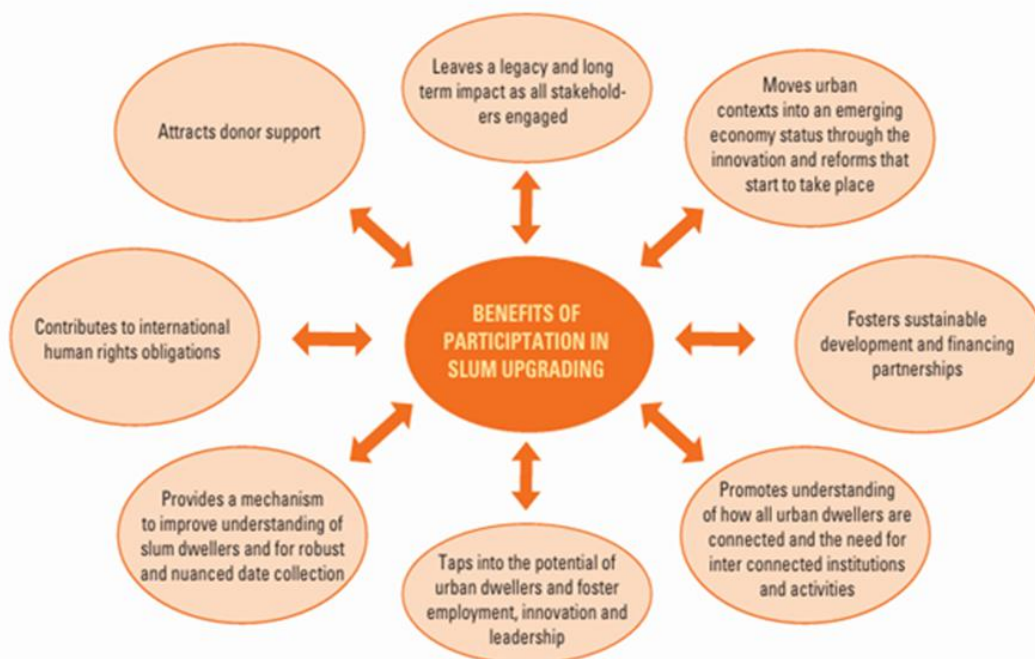 Leaves a legacy and long
term impact as all stakehold-
ers engaged
Attracts donor support
Moves urban
contexts into an emerging
economy status through the
innovation and reforms that
start to take place
BENEFITS OF
PARTICIPTATION IN
SLUM UPGRADING
Contributes to international
human rights obligations
Fosters sustainable
development and financing
partnerships
Provides a mechanism
to improve understanding of
slum dwellers and for robust
and nuanced date collection
Taps into the potential of
urban dwellers and foster
employment, innovation and
leadership
Promotes understanding
of how all urban dwellers are
connected and the need for
inter connected institutions
and activities